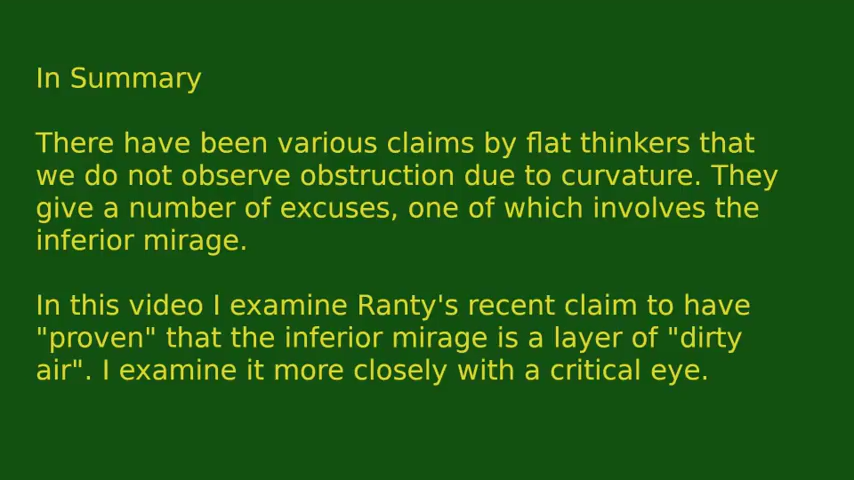 In Summary
There have been various claims by flat thinkers that
we do not observe obstruction due to curvature. They
give a number of excuses, one of which involves the
inferior mirage.
In this video I examine Ranty's recent claim to have
"proven" that the inferior mirage is a layer of "dirty
air". I examine it more closely with a critical eye.